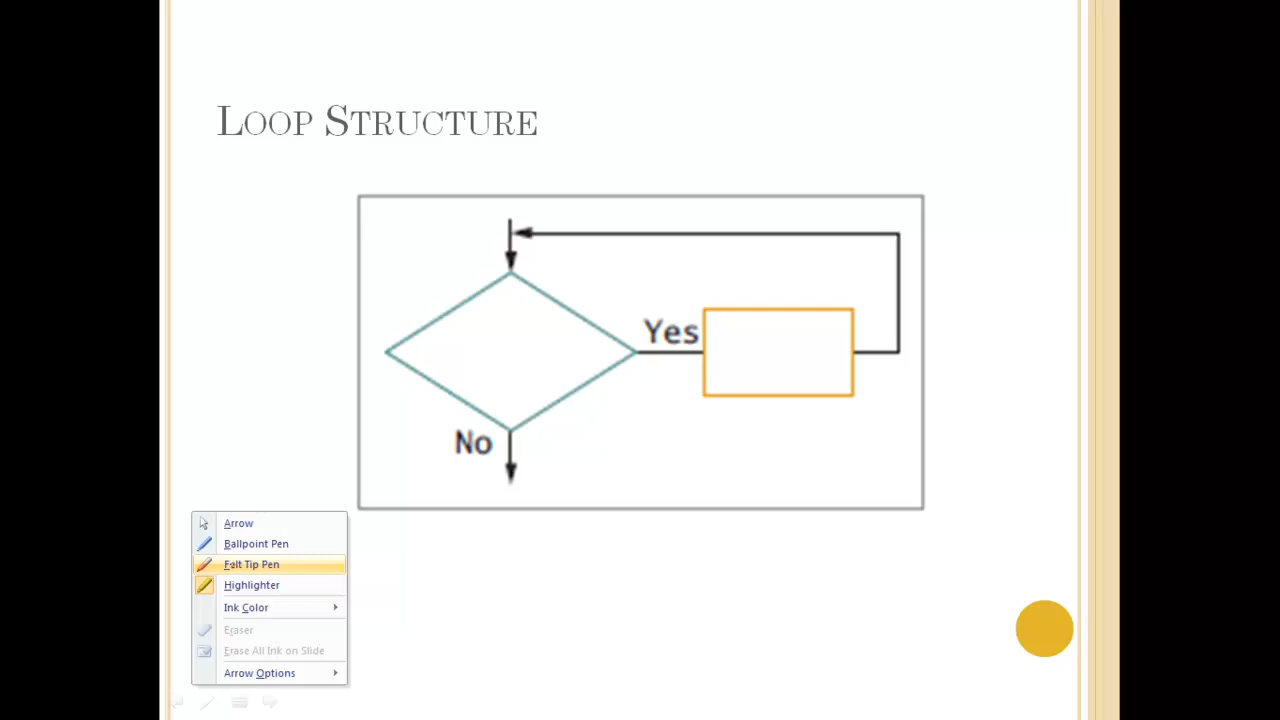 LOOP STRUCTURE
Yes
No
Arrow
Ballpoint Pen
Felt Tip Pen
Highlighter
Ink Color
Eraser
Erase All Ink on Slide
Arrow Options